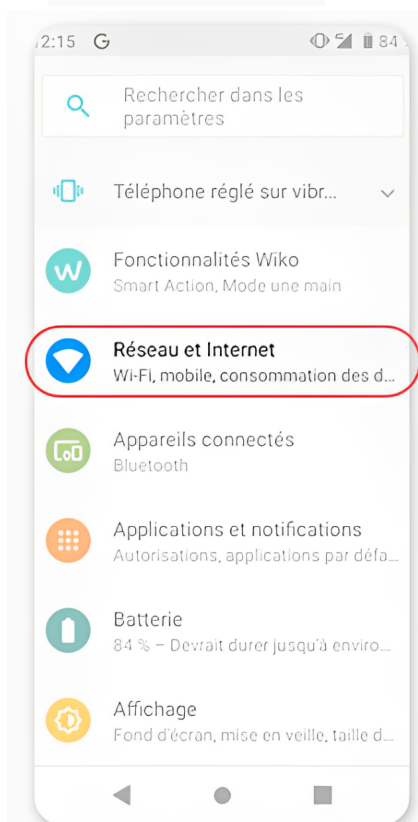 2:15 G 84
Rechercher dans les
paramètres
Téléphone réglé sur vibr...
Fonctionnalités Wiko
Smart Action, Mode une main
Réseau et Internet
Wi-Fi, mobile, consommation des d...
Appareils connectés
Bluetooth
Applications et notifications
Autorisations, applications par défa...
Batterie
84 % – Devrait durer jusqu'à enviro...
Affichage
Fond d'écran, mise en veille, taille d...